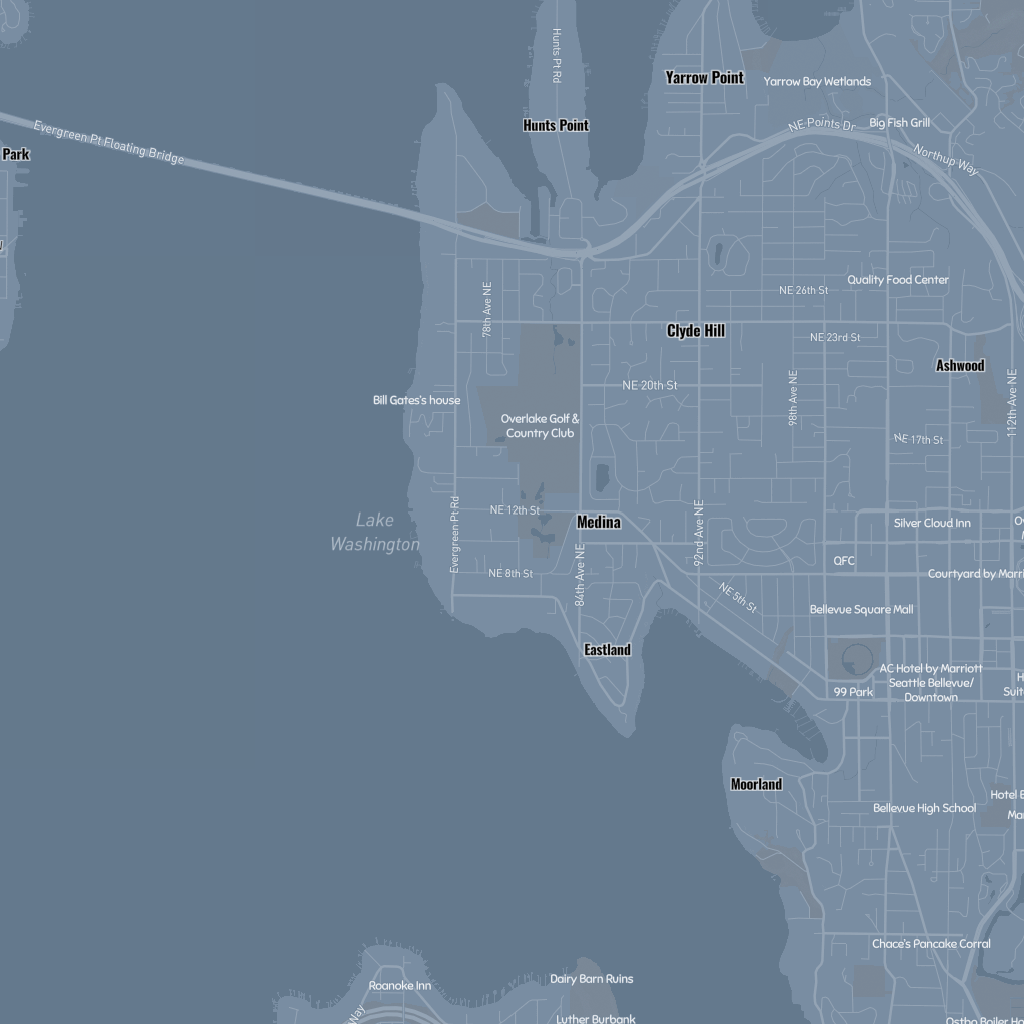 Hunts Pt Rd
Yarrow Point
Yarrow Bay Wetlands
Hunts Point
Big Fish Grill
NE Points Dr
Evergreen Pt Floating Bridge
Northup Way
Park
Quality Food Center
NE 26th St
78th Ave NE
Clyde Hill
NE 23rd St
Ashwood
NE 20th St
98th Ave NE
112th Ave NE
Bill Gates's house
Overlake Golf &
Country Club
NE 17th St
NE 12th St
Lake
Washington
Evergreen Pt Rd
Medina
92nd Ave NE
Silver Cloud Inn
QFC
84th Ave NE
NE 8th St
Courtyard by Marri
NE 5th St
Bellevue Square Mall
Eastland
AC Hotel by Marriott
Seattle Bellevue/
Downtown
99 Park
Suit
Moorland
Hotel
Bellevue High School
Chace's Pancake Corral
Dairy Barn Ruins
Roanoke Inn
Way
Luther Burbank
Ostbo Boiler Ho